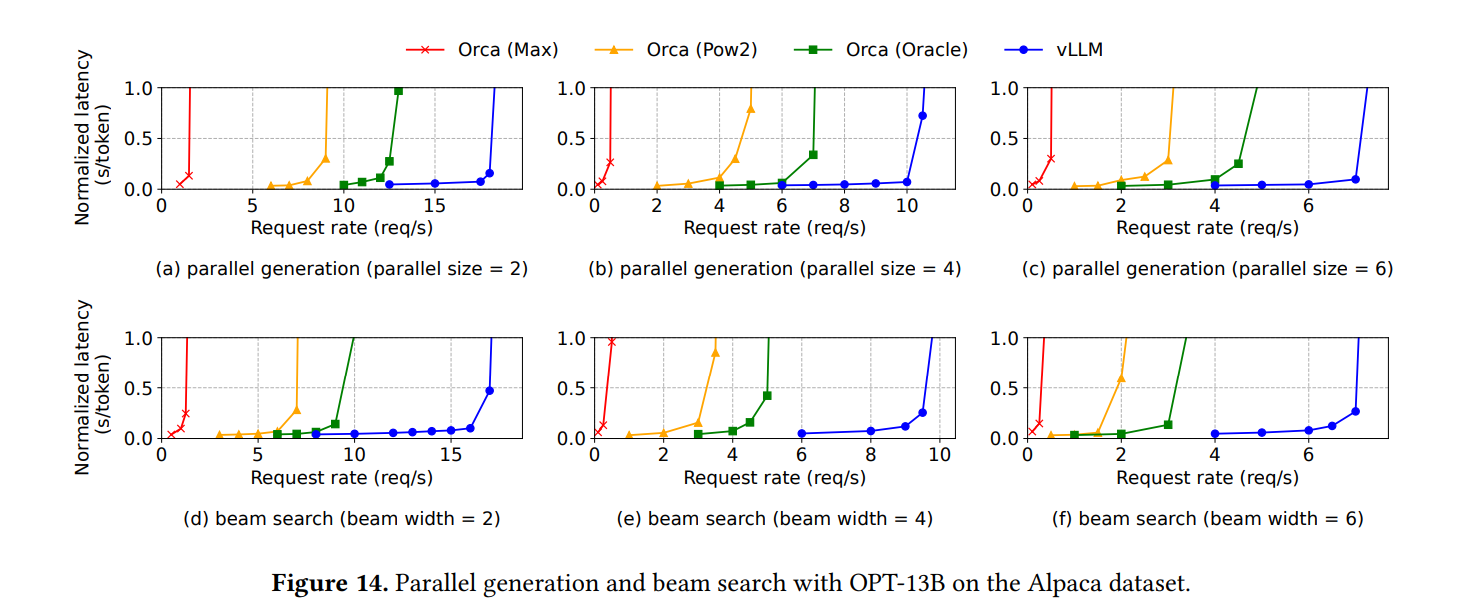 Orca (Max) Orca (Pow2) Orca (Oracle) vLLM
Normalized latency
(s/token)
1.0
0.5
0.0
0 5 10 15
Request rate (req/s)
(a) parallel generation (parallel size = 2)
1.0
0.5
0.0
0 2 4 6 8 10
Request rate (req/s)
(b) parallel generation (parallel size = 4)
1.0
0.5
0.0
0 2 4 6
Request rate (req/s)
(c) parallel generation (parallel size = 6)
Normalized latency
(s/token)
1.0
0.5
0.0
0 5 10 15
Request rate (req/s)
(d) beam search (beam width = 2)
1.0
0.5
0.0
0 2 4 6 8 10
Request rate (req/s)
(e) beam search (beam width = 4)
1.0
0.5
0.0
0 2 4 6
Request rate (req/s)
(f) beam search (beam width = 6)
Figure 14. Parallel generation and beam search with OPT-13B on the Alpaca dataset.